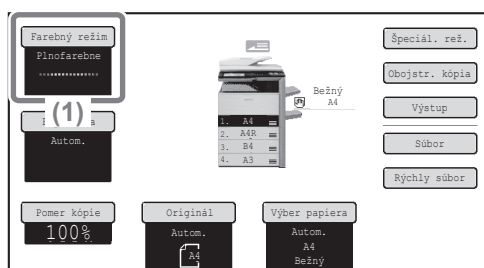 Farebný režim
Plnofarebne
(1)
Autom.
Pomer kópie
100%
Originál
Autom.
A4
Výber papiera
Autom.
A4
Bežný
Bežný
A4
1. A4
2. A4R
3. B4
4. A3
Špeciál. rež.
Obojstr. kópia
Výstup
Súbor
Rýchly súbor